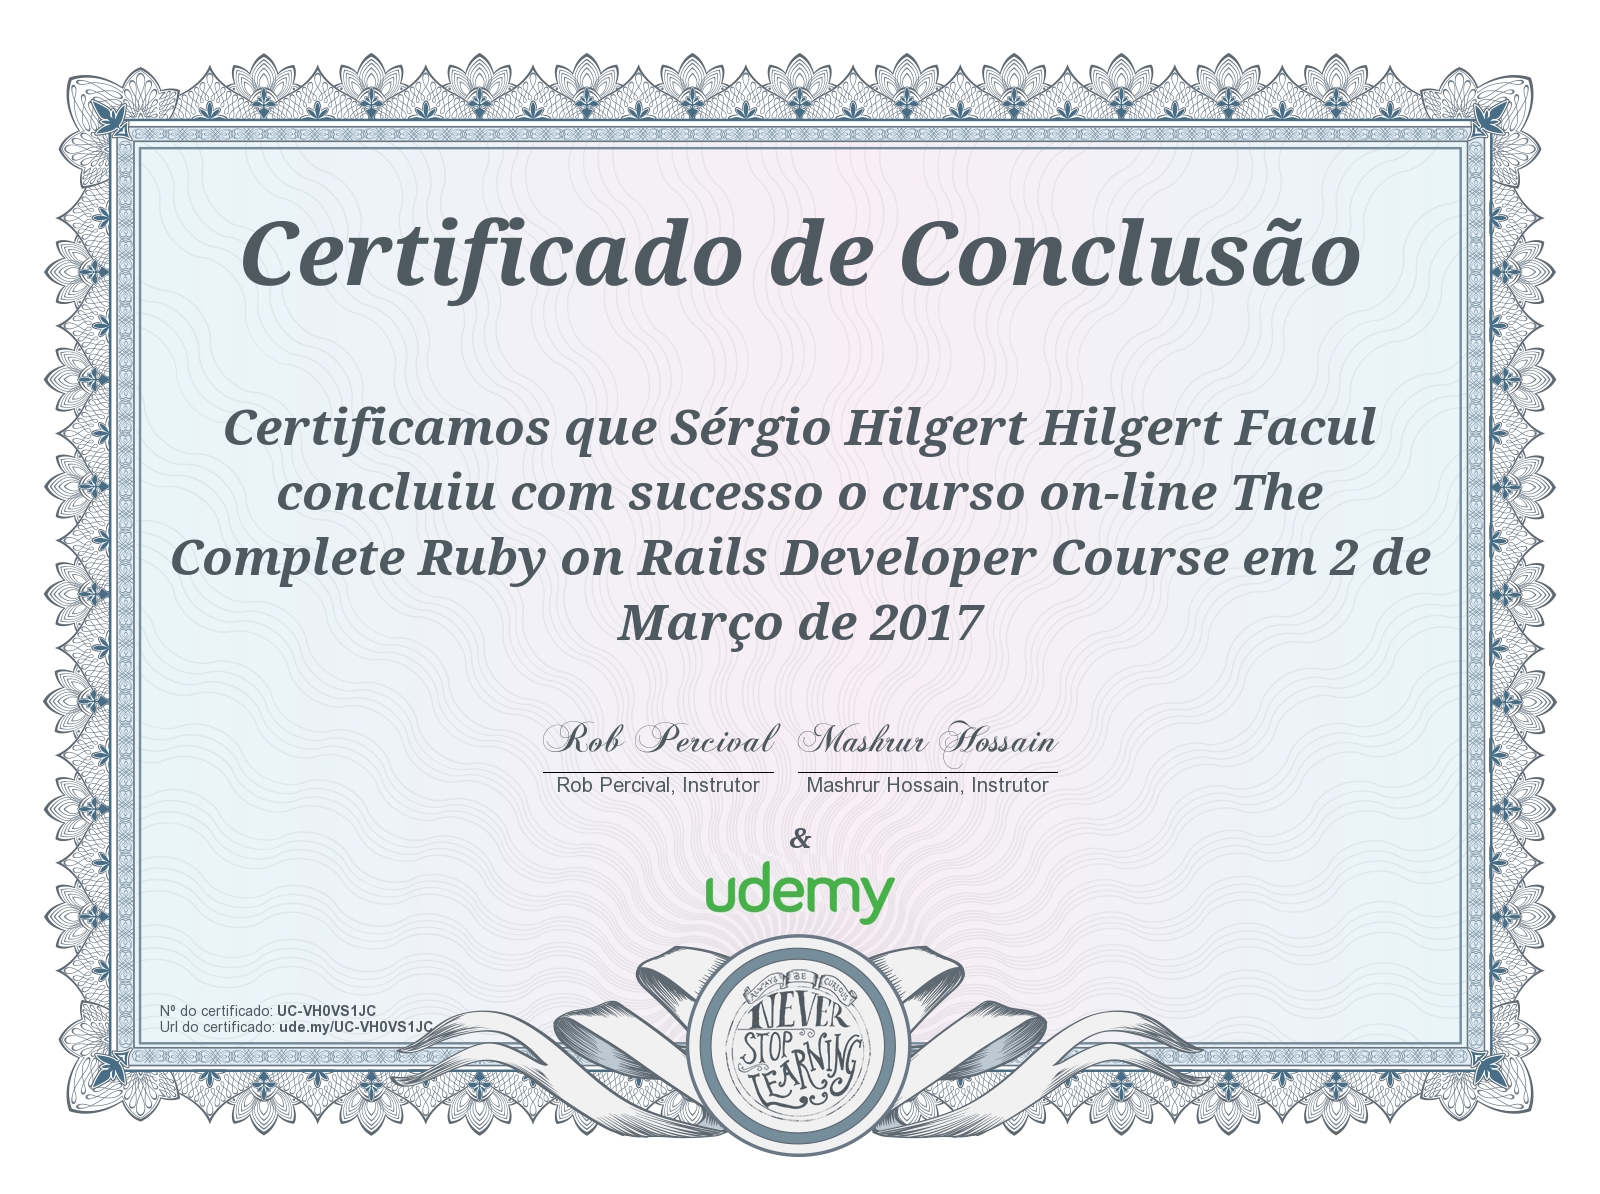 Certificado de Conclusão
Certificamos que Sérgio Hilgert Hilgert Facul
concluiu com sucesso o curso on-line The
Complete Ruby on Rails Developer Course em 2 de
Março de 2017
Rob Percival Mashrur Hossain
Rob Percival, Instrutor Mashrur Hossain, Instrutor
&
udemy
Nº do certificado: UC-VH0VS1JC
Url do certificado: ude.my/UC-VH0VS1JC
ALWAYS BE CURIOUS
NEVER
STOP
LEARNING